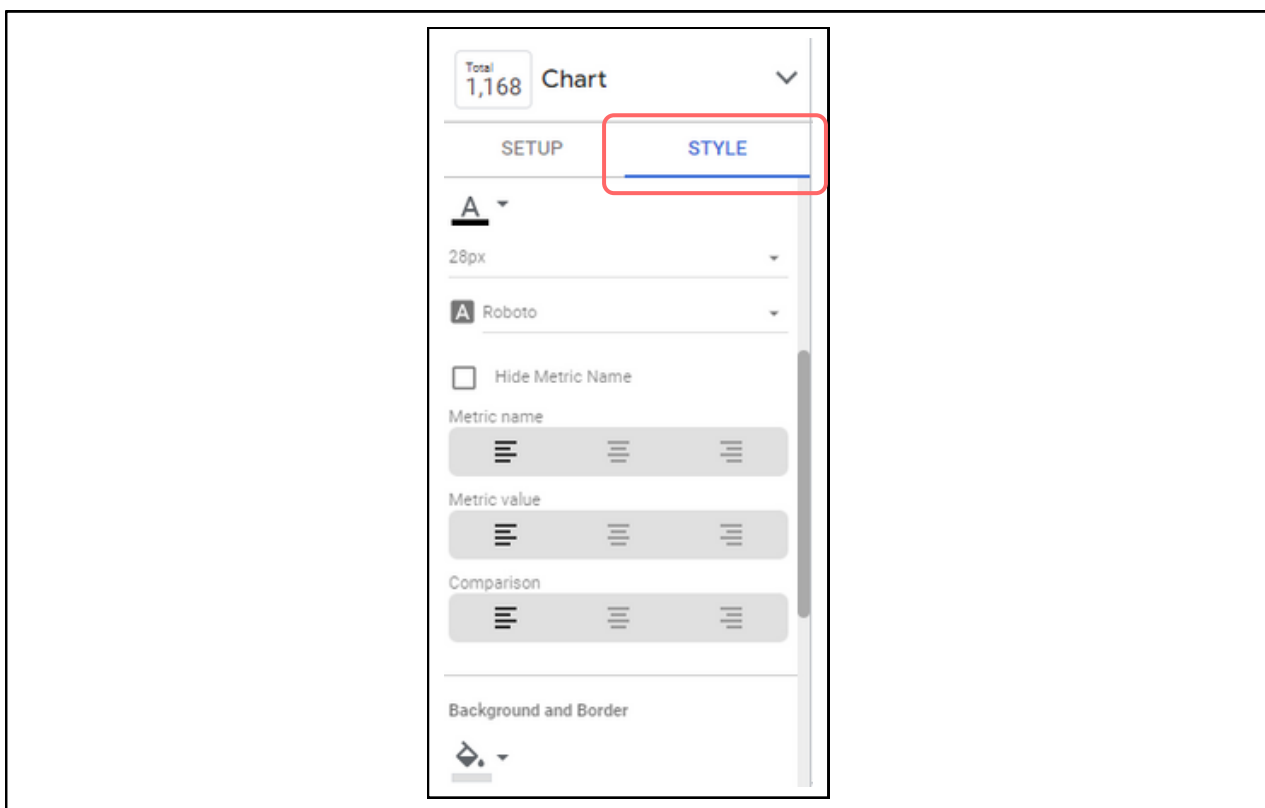 Total
1,168 Chart
SETUP STYLE
A
28px
A Roboto
Hide Metric Name
Metric name
Metric value
Comparison
Background and Border